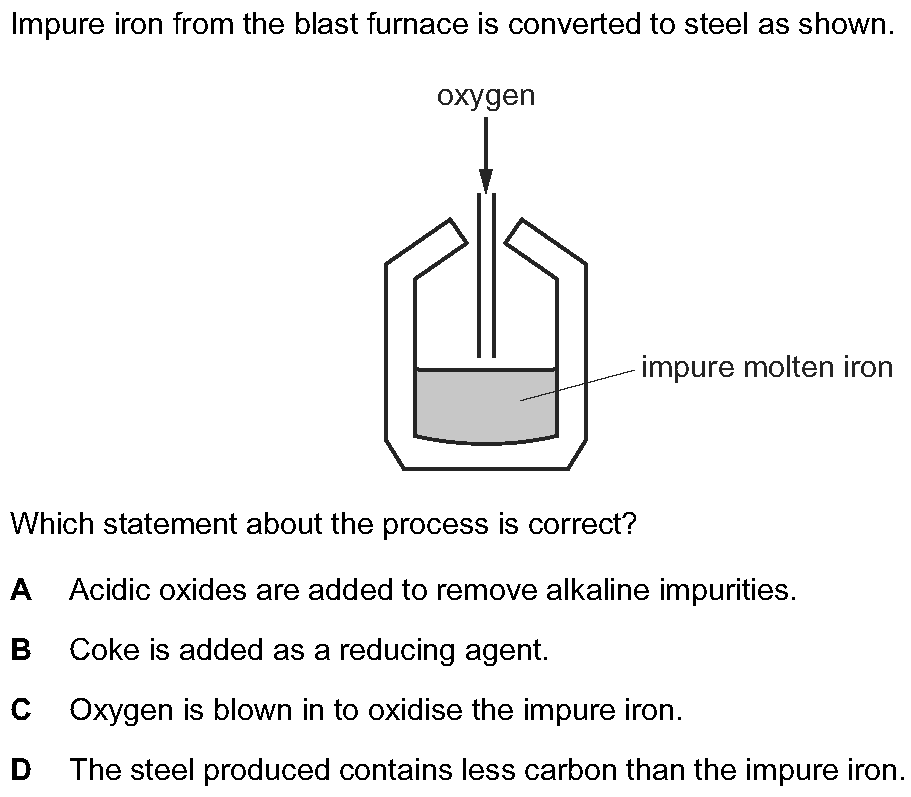 Impure iron from the blast furnace is converted to steel as shown.
oxygen
impure molten iron
Which statement about the process is correct?
A Acidic oxides are added to remove alkaline impurities.
B Coke is added as a reducing agent.
C Oxygen is blown in to oxidise the impure iron.
D The steel produced contains less carbon than the impure iron.